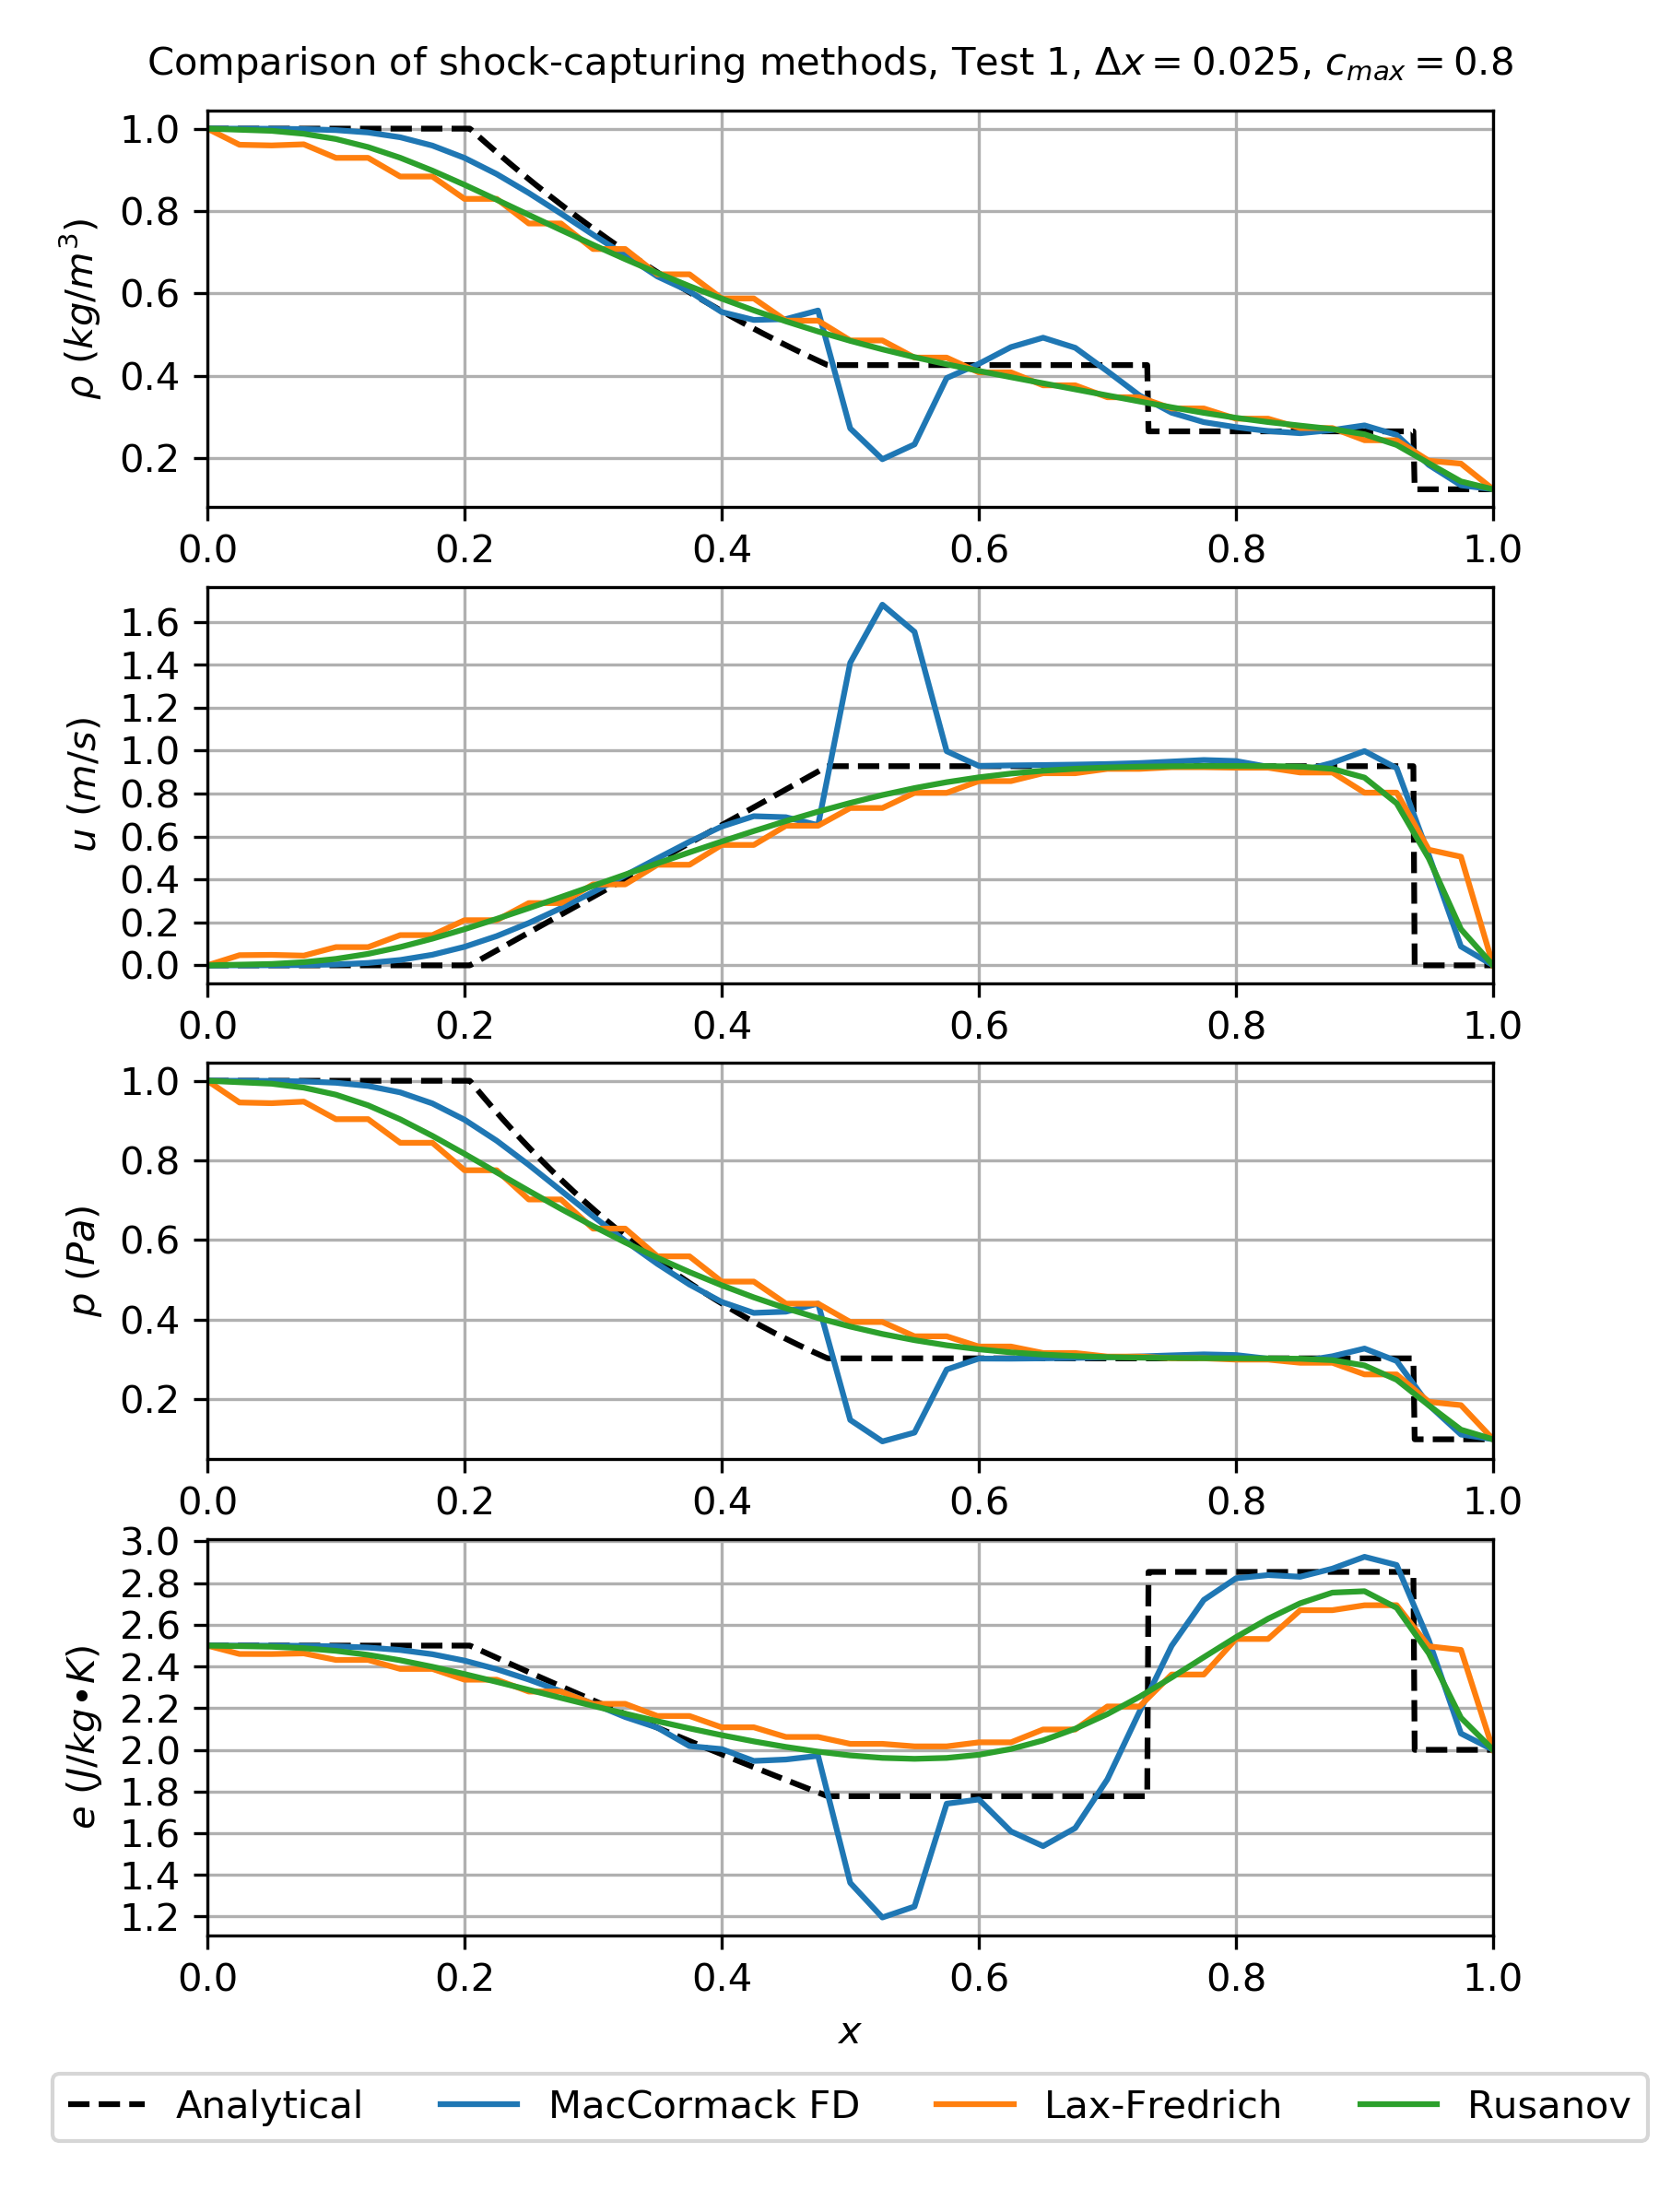 Comparison of shock-capturing methods, Test 1, Δx = 0.025, c_max = 0.8
1.0
0.8
0.6
0.4
0.2
ρ (kg/m³)
0.0 0.2 0.4 0.6 0.8 1.0
1.6
1.4
1.2
1.0
0.8
0.6
0.4
0.2
0.0
u (m/s)
0.0 0.2 0.4 0.6 0.8 1.0
1.0
0.8
0.6
0.4
0.2
p (Pa)
0.0 0.2 0.4 0.6 0.8 1.0
3.0
2.8
2.6
2.4
2.2
2.0
1.8
1.6
1.4
1.2
e (J/kg•K)
0.0 0.2 0.4 0.6 0.8 1.0
x
Analytical MacCormack FD Lax-Fredrich Rusanov